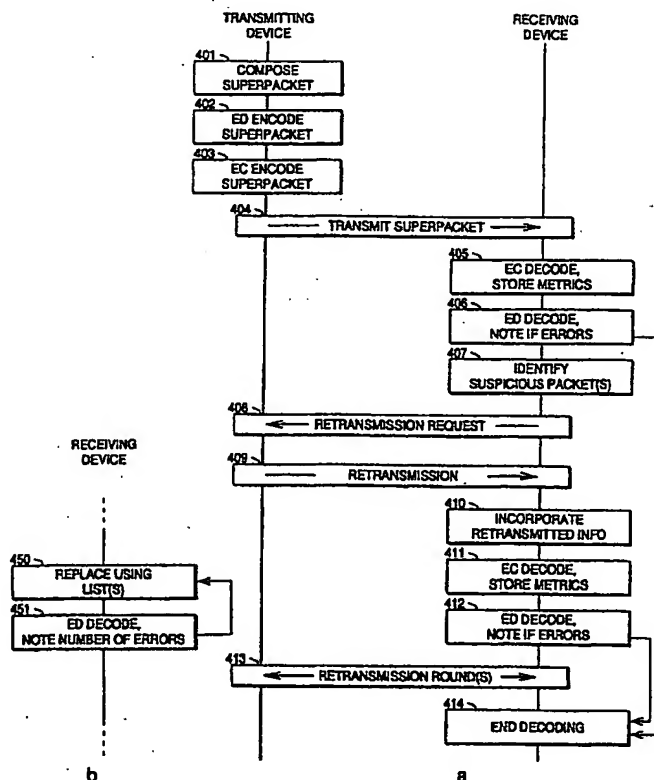 TRANSMITTING
DEVICE
RECEIVING
DEVICE
401
COMPOSE
SUPERPACKET
402
ED ENCODE
SUPERPACKET
403
EC ENCODE
SUPERPACKET
404
TRANSMIT SUPERPACKET
405
EC DECODE,
STORE METRICS
406
ED DECODE,
NOTE IF ERRORS
407
IDENTIFY
SUSPICIOUS PACKET(S)
408
RETRANSMISSION REQUEST
RECEIVING
DEVICE
409
RETRANSMISSION
410
INCORPORATE
RETRANSMITTED INFO
450
REPLACE USING
LIST(S)
411
EC DECODE,
STORE METRICS
451
ED DECODE,
NOTE NUMBER OF ERRORS
412
ED DECODE,
NOTE IF ERRORS
413
RETRANSMISSION ROUND(S)
414
END DECODING
b
a